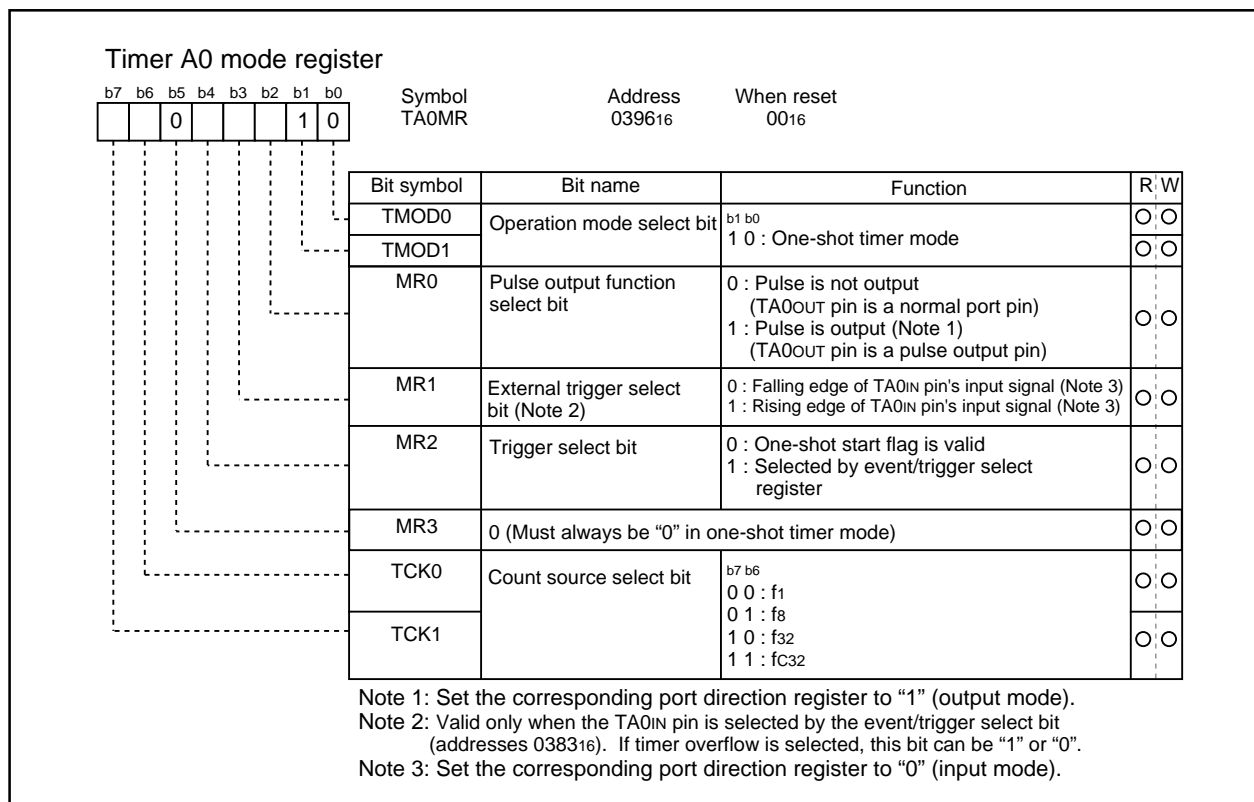 Timer A0 mode register
b7 b6 b5 b4 b3 b2 b1 b0
0 1 0
Symbol Address When reset
TA0MR 039616 0016
Bit symbol Bit name Function R W
TMOD0 Operation mode select bit b1 b0
1 0 : One-shot timer mode
TMOD1
MR0 Pulse output function select bit 0 : Pulse is not output
(TA0OUT pin is a normal port pin)
1 : Pulse is output (Note 1)
(TA0OUT pin is a pulse output pin)
MR1 External trigger select bit (Note 2) 0 : Falling edge of TA0IN pin's input signal (Note 3)
1 : Rising edge of TA0IN pin's input signal (Note 3)
MR2 Trigger select bit 0 : One-shot start flag is valid
1 : Selected by event/trigger select
register
MR3 0 (Must always be “0” in one-shot timer mode)
TCK0 Count source select bit b7 b6
0 0 : f1
0 1 : f8
TCK1 1 0 : f32
1 1 : fC32
Note 1: Set the corresponding port direction register to “1” (output mode).
Note 2: Valid only when the TA0IN pin is selected by the event/trigger select bit
(addresses 038316). If timer overflow is selected, this bit can be “1” or “0”.
Note 3: Set the corresponding port direction register to “0” (input mode).